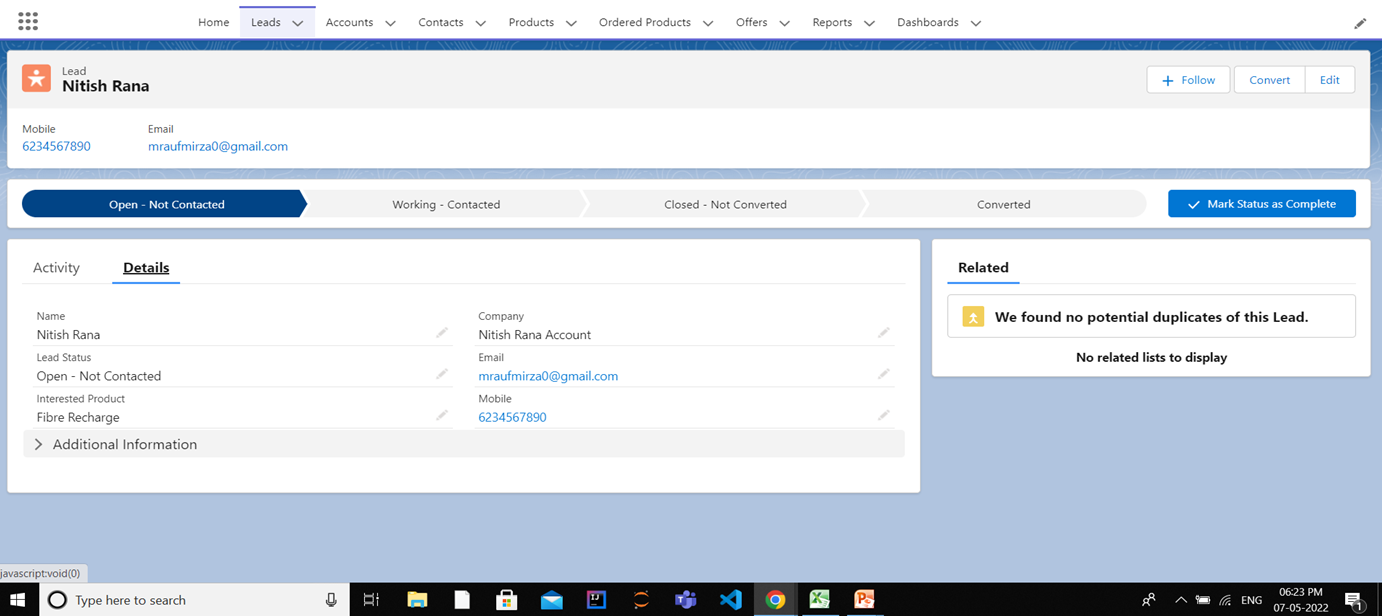 Home Leads Accounts Contacts Products Ordered Products Offers Reports Dashboards
Lead
Nitish Rana
Follow Convert Edit
Mobile Email
6234567890 mraufmirza0@gmail.com
Open - Not Contacted Working - Contacted Closed - Not Converted Converted Mark Status as Complete
Activity Details
Name Company
Nitish Rana Nitish Rana Account
Lead Status Email
Open - Not Contacted mraufmirza0@gmail.com
Interested Product Mobile
Fibre Recharge 6234567890
Additional Information
Related
We found no potential duplicates of this Lead.
No related lists to display
javascript:void(0)
Type here to search
ENG
06:23 PM
07-05-2022
1